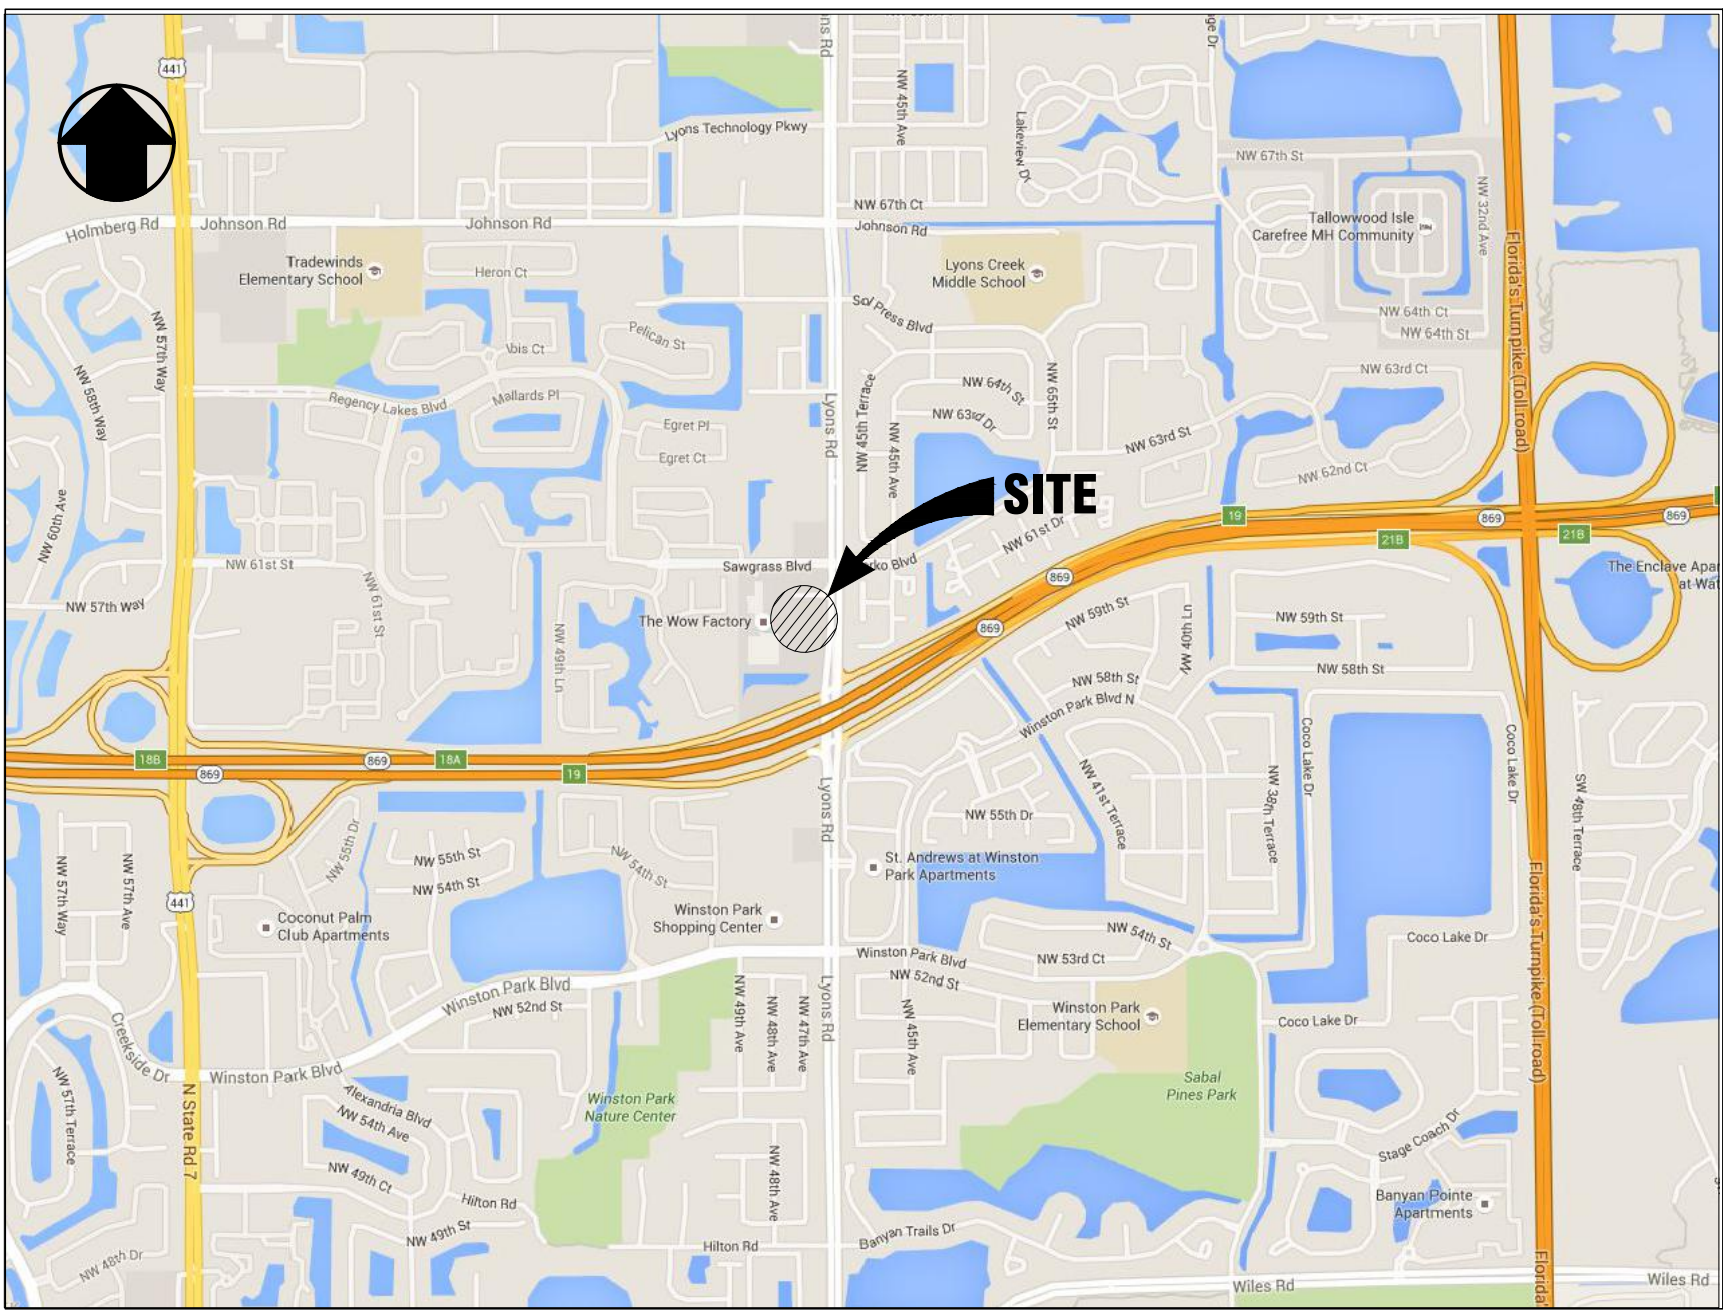 441
Lyons Technology Pkwy
NW 45th Ave
Lakeview D
NW 67th St
NW 32nd Ave
NW 67th Ct
Holmberg Rd
Johnson Rd
Johnson Rd
Johnson Rd
Tallowwood Isle
Carefree MH Community
Tradewinds
Elementary School
Heron Ct
Lyons Creek
Middle School
Florida's Turnpike (Toll road)
Sol Press Blvd
NW 64th Ct
NW 64th St
NW 57th Way
Pelican St
Ibis Ct
NW 58th Way
NW 63rd Ct
NW 64th St
NW 65th St
Regency Lakes Blvd
Mallards Pl
Lyons Rd
NW 45th Terrace
NW 63rd Dr
NW 45th Ave
Egret Pl
Egret Ct
NW 63rd St
NW 62nd Ct
SITE
NW 60th Ave
19
869
869
21B
21B
NW 61st Dr
NW 61st St
NW 61st St
Sawgrass Blvd
rko Blvd
869
The Enclave Apar
at Wat
NW 57th Way
The Wow Factory
869
NW 59th St
NW 40th Ln
NW 59th St
NW 49th Ln
NW 58th St
NW 58th St
Winston Park Blvd N
18B
869
869
18A
19
Lyons Rd
NW 41st Terrace
NW 38th Terrace
Coco Lake Dr
Coco Lake Dr
SW 48th Terrace
NW 55th Dr
NW 55th Dr
NW 55th St
NW 54th St
NW 54th St
St. Andrews at Winston
Park Apartments
NW 57th Way
NW 57th Ave
441
Coconut Palm
Club Apartments
Winston Park
Shopping Center
NW 54th St
Coco Lake Dr
Winston Park Blvd
NW 53rd Ct
NW 52nd St
Winston Park Blvd
NW 52nd St
NW 49th Ave
NW 48th Ave
NW 47th Ave
Lyons Rd
NW 45th Ave
Winston Park
Elementary School
Coco Lake Dr
Florida's Turnpike (Toll road)
Creekside Dr
Winston Park Blvd
N State Rd 7
NW 57th Terrace
Alexandria Blvd
NW 54th Ave
Winston Park
Nature Center
Sabal
Pines Park
Stage Coach Dr
NW 49th Ct
NW 48th Ave
Hilton Rd
Banyan Pointe
Apartments
NW 49th St
Hilton Rd
Banyan Trails Dr
NW 48th Dr
Wiles Rd
Wiles Rd
Florida'